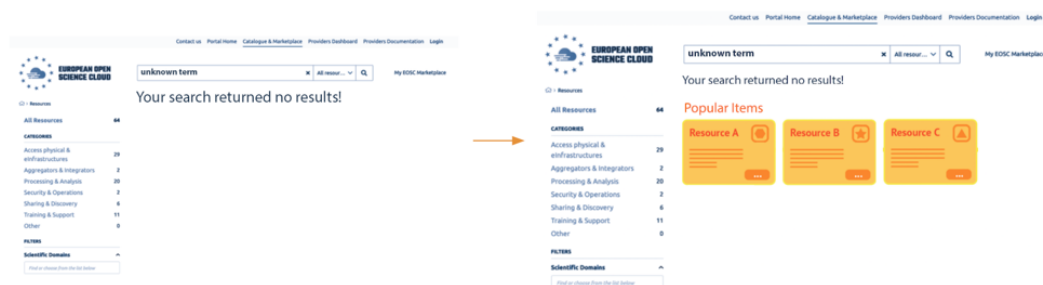 Contact us Portal Home Catalogue & Marketplace Providers Dashboard Providers Documentation Login
EUROPEAN OPEN
SCIENCE CLOUD
unknown term × All resour... My EOSC Marketplace
Your search returned no results!
Resources
All Resources 64
CATEGORIES
Access physical &
eInfrastructures 29
Aggregators & Integrators 2
Processing & Analysis 20
Security & Operations 2
Sharing & Discovery 6
Training & Support 11
Other 0
FILTERS
Scientific Domains
Find or choose from the list below
Contact us Portal Home Catalogue & Marketplace Providers Dashboard Providers Documentation Login
EUROPEAN OPEN
SCIENCE CLOUD
unknown term × All resour... My EOSC Marketplac
Your search returned no results!
Resources
Popular Items
Resource A Resource B Resource C
... ... ...
All Resources 64
CATEGORIES
Access physical &
eInfrastructures 29
Aggregators & Integrators 2
Processing & Analysis 20
Security & Operations 2
Sharing & Discovery 6
Training & Support 11
Other 0
FILTERS
Scientific Domains
Find or choose from the list below